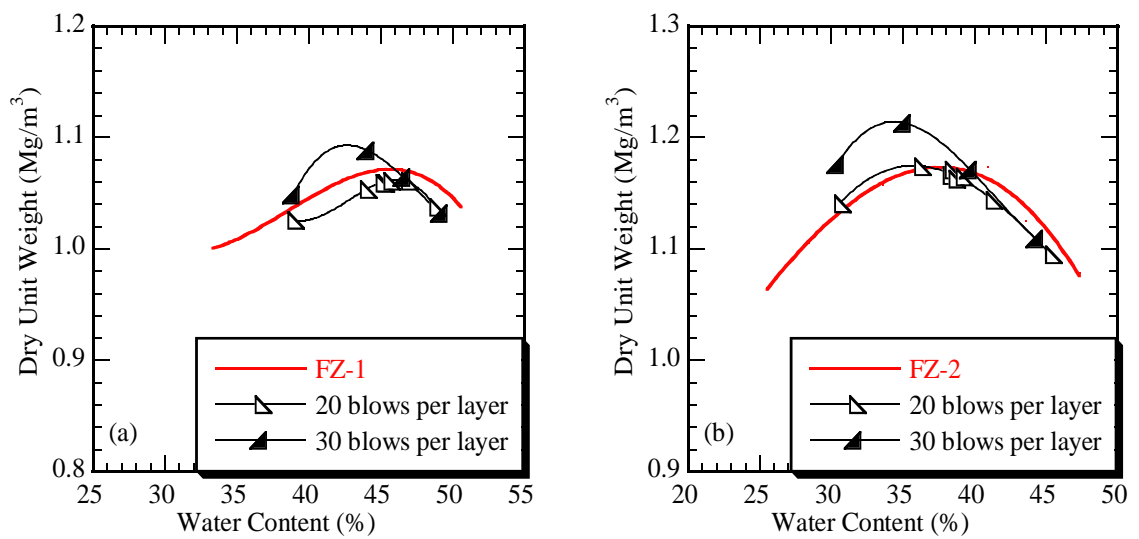 1.2
1.1
1.0
0.9
0.8
Dry Unit Weight (Mg/m³)
FZ-1
20 blows per layer
30 blows per layer
(a)
25 30 35 40 45 50 55
Water Content (%)
1.3
1.2
1.1
1.0
0.9
Dry Unit Weight (Mg/m³)
FZ-2
20 blows per layer
30 blows per layer
(b)
20 25 30 35 40 45 50
Water Content (%)